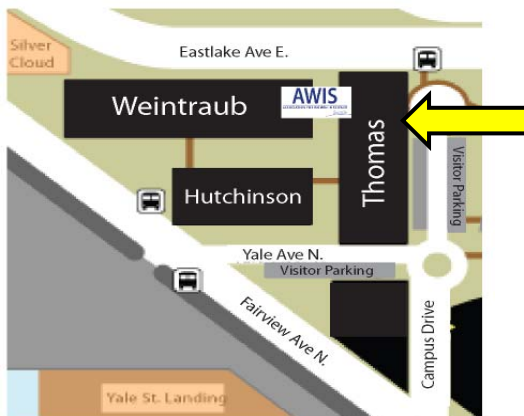 Silver
Cloud
Eastlake Ave E.
Weintraub
AWIS
Thomas
Visitor Parking
Hutchinson
Yale Ave N.
Visitor Parking
Fairview Ave N.
Campus Drive
Yale St. Landing